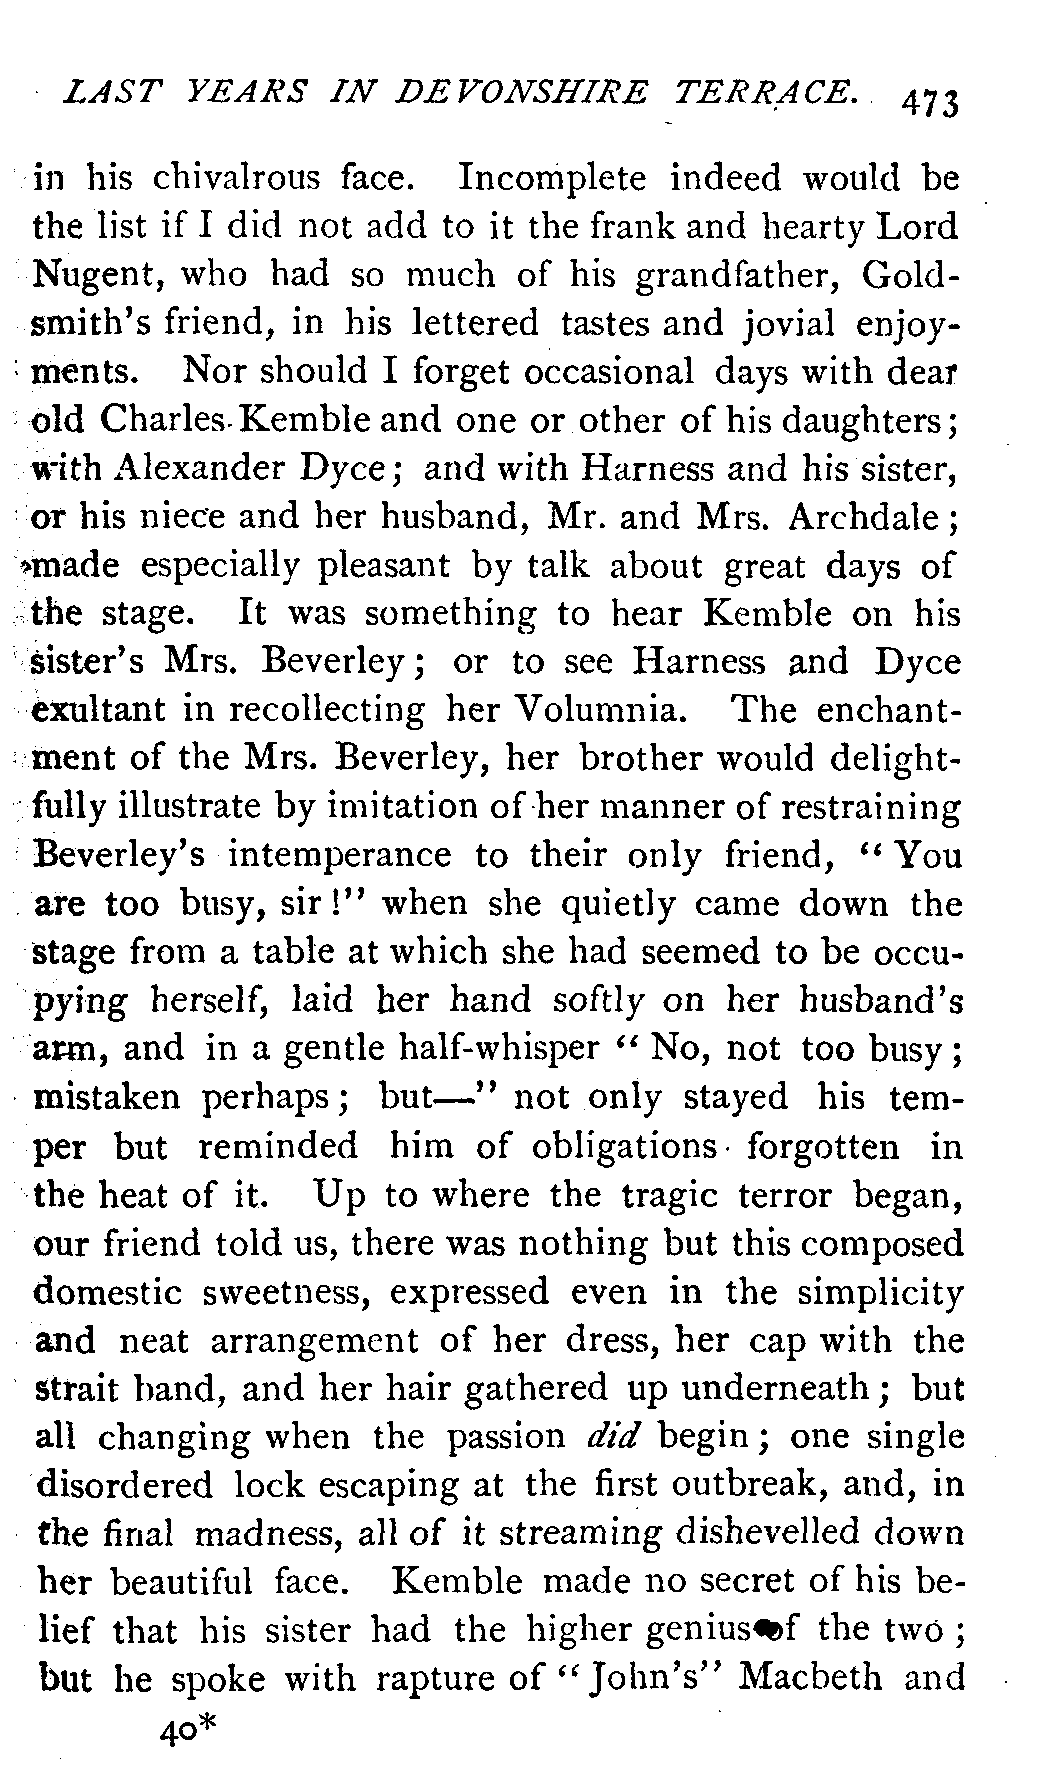 LAST YEARS IN DEVONSHIRE TERRACE. 473
in his chivalrous face. Incomplete indeed would be
the list if I did not add to it the frank and hearty Lord
Nugent, who had so much of his grandfather, Gold-
smith's friend, in his lettered tastes and jovial enjoy-
ments. Nor should I forget occasional days with dear
old Charles Kemble and one or other of his daughters;
with Alexander Dyce; and with Harness and his sister,
or his niece and her husband, Mr. and Mrs. Archdale;
made especially pleasant by talk about great days of
the stage. It was something to hear Kemble on his
sister's Mrs. Beverley; or to see Harness and Dyce
exultant in recollecting her Volumnia. The enchant-
ment of the Mrs. Beverley, her brother would delight-
fully illustrate by imitation of her manner of restraining
Beverley's intemperance to their only friend, "You
are too busy, sir!" when she quietly came down the
stage from a table at which she had seemed to be occu-
pying herself, laid her hand softly on her husband's
arm, and in a gentle half-whisper "No, not too busy;
mistaken perhaps; but—" not only stayed his tem-
per but reminded him of obligations forgotten in
the heat of it. Up to where the tragic terror began,
our friend told us, there was nothing but this composed
domestic sweetness, expressed even in the simplicity
and neat arrangement of her dress, her cap with the
strait band, and her hair gathered up underneath; but
all changing when the passion did begin; one single
disordered lock escaping at the first outbreak, and, in
the final madness, all of it streaming dishevelled down
her beautiful face. Kemble made no secret of his be-
lief that his sister had the higher genius of the two;
but he spoke with rapture of "John's" Macbeth and
40*